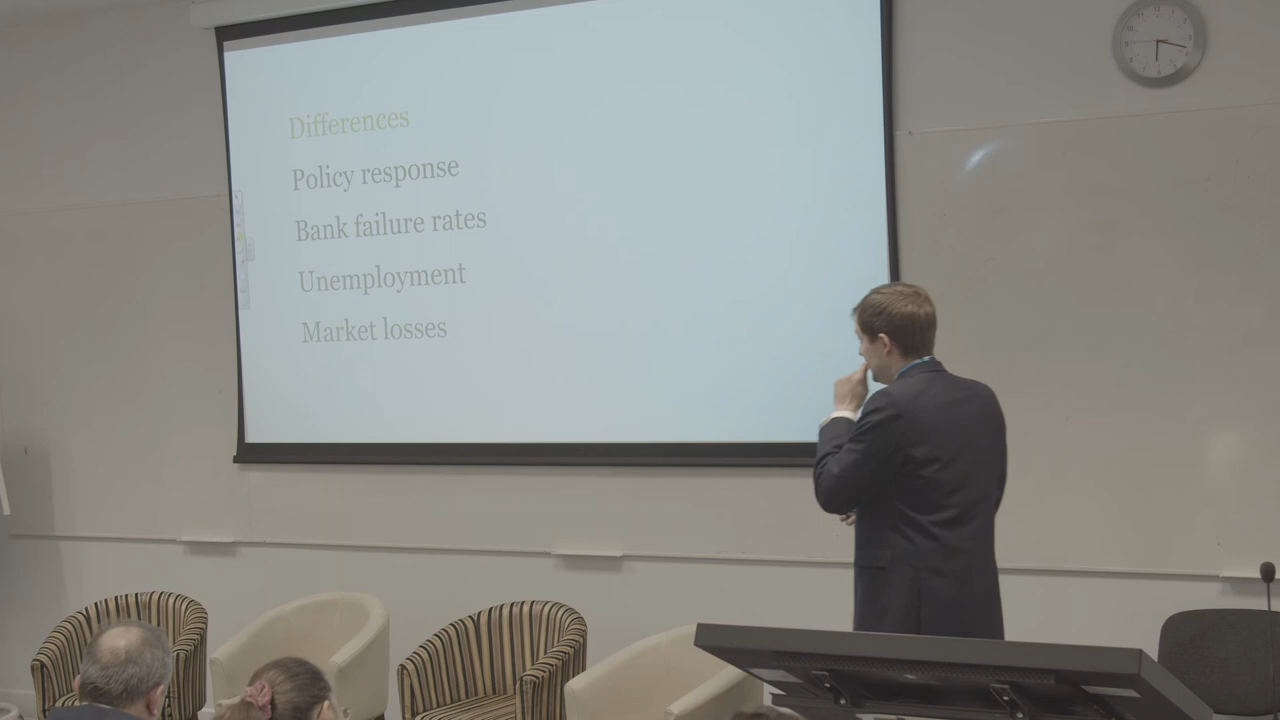 Differences
Policy response
Bank failure rates
Unemployment
Market losses